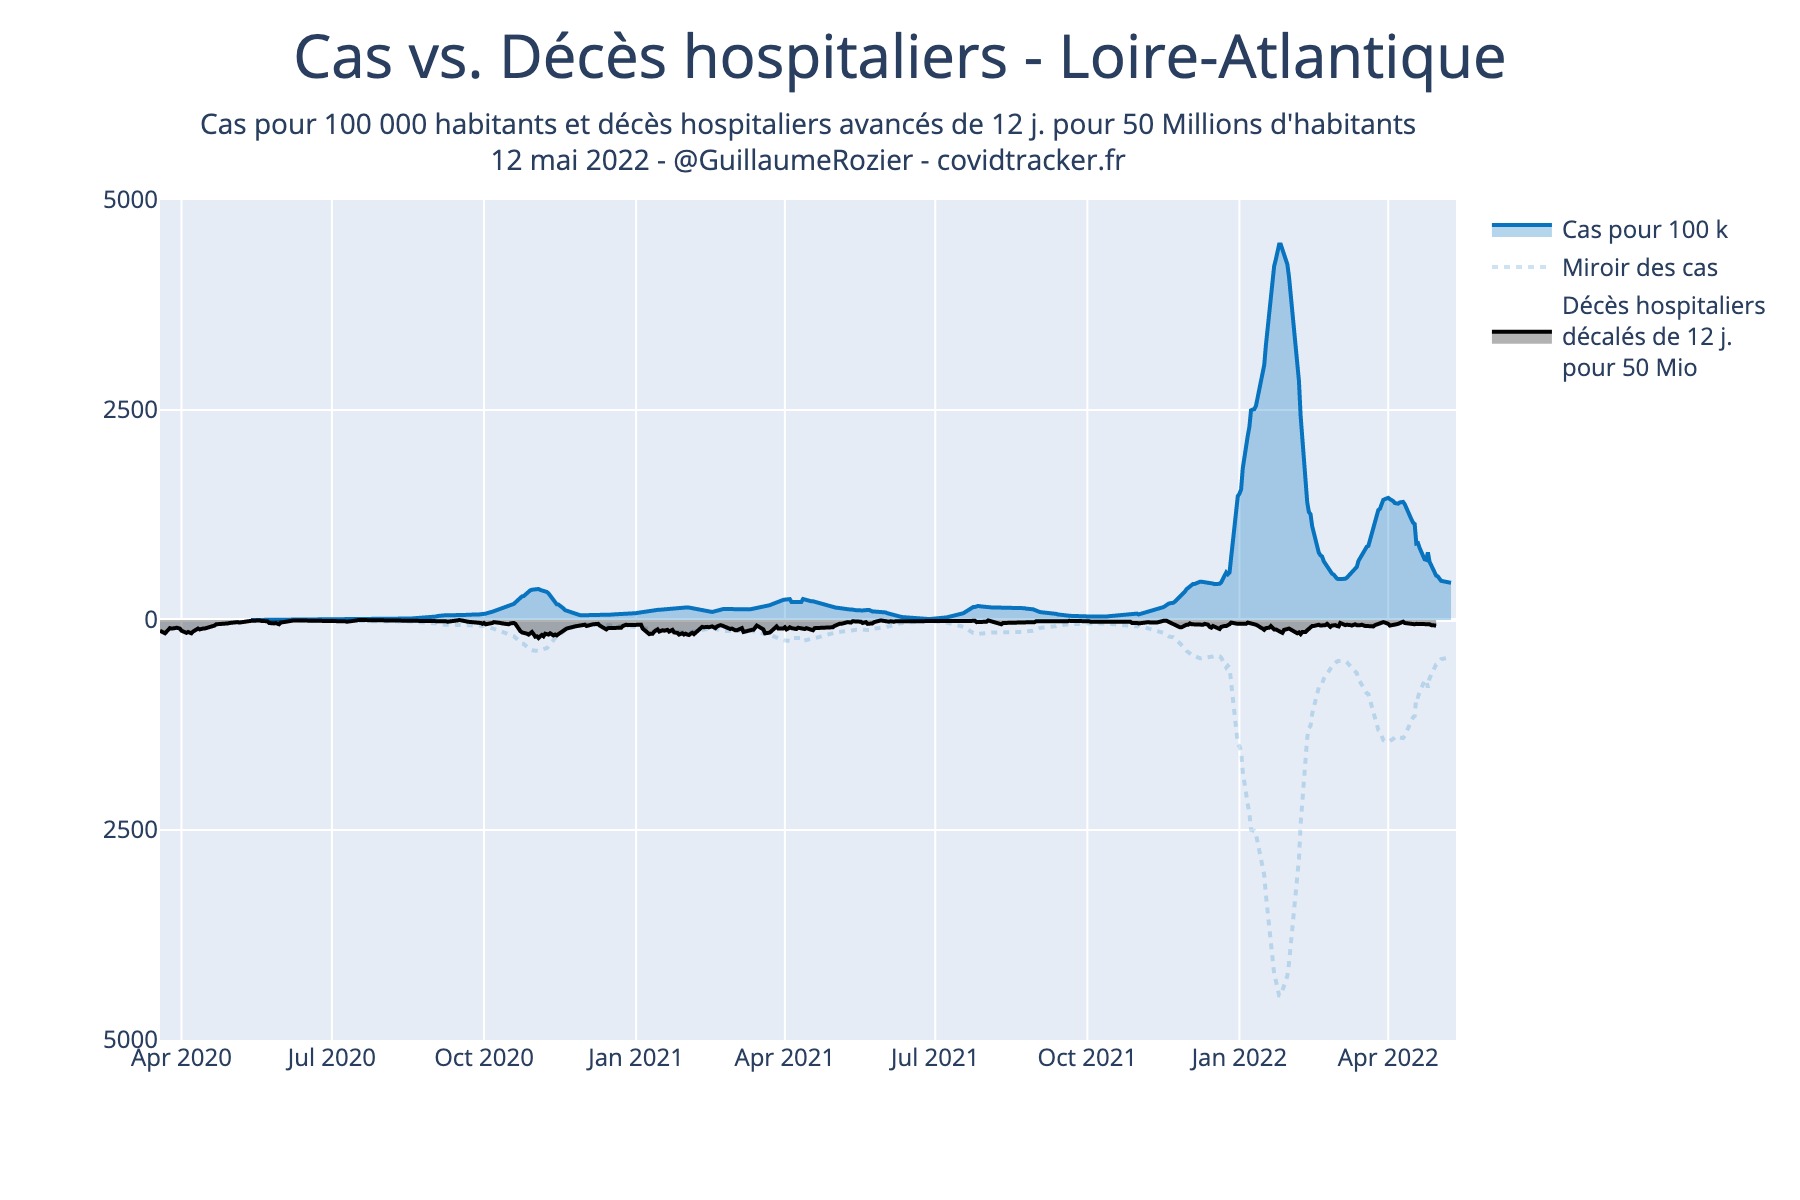 Cas vs. Décès hospitaliers - Loire-Atlantique
Cas pour 100 000 habitants et décès hospitaliers avancés de 12 j. pour 50 Millions d'habitants
12 mai 2022 - @GuillaumeRozier - covidtracker.fr
5000
2500
0
2500
5000
Apr 2020
Jul 2020
Oct 2020
Jan 2021
Apr 2021
Jul 2021
Oct 2021
Jan 2022
Apr 2022
Cas pour 100 k
Miroir des cas
Décès hospitaliers
décalés de 12 j.
pour 50 Mio